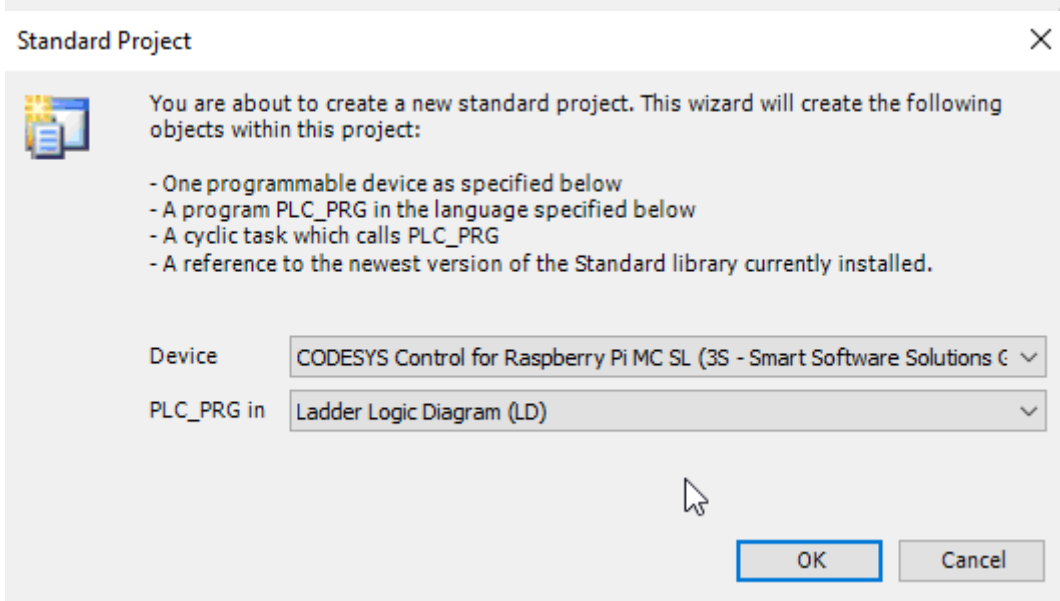 Standard Project
You are about to create a new standard project. This wizard will create the following
objects within this project:
- One programmable device as specified below
- A program PLC_PRG in the language specified below
- A cyclic task which calls PLC_PRG
- A reference to the newest version of the Standard library currently installed.
Device
CODESYS Control for Raspberry Pi MC SL (3S - Smart Software Solutions G
PLC_PRG in
Ladder Logic Diagram (LD)
OK
Cancel